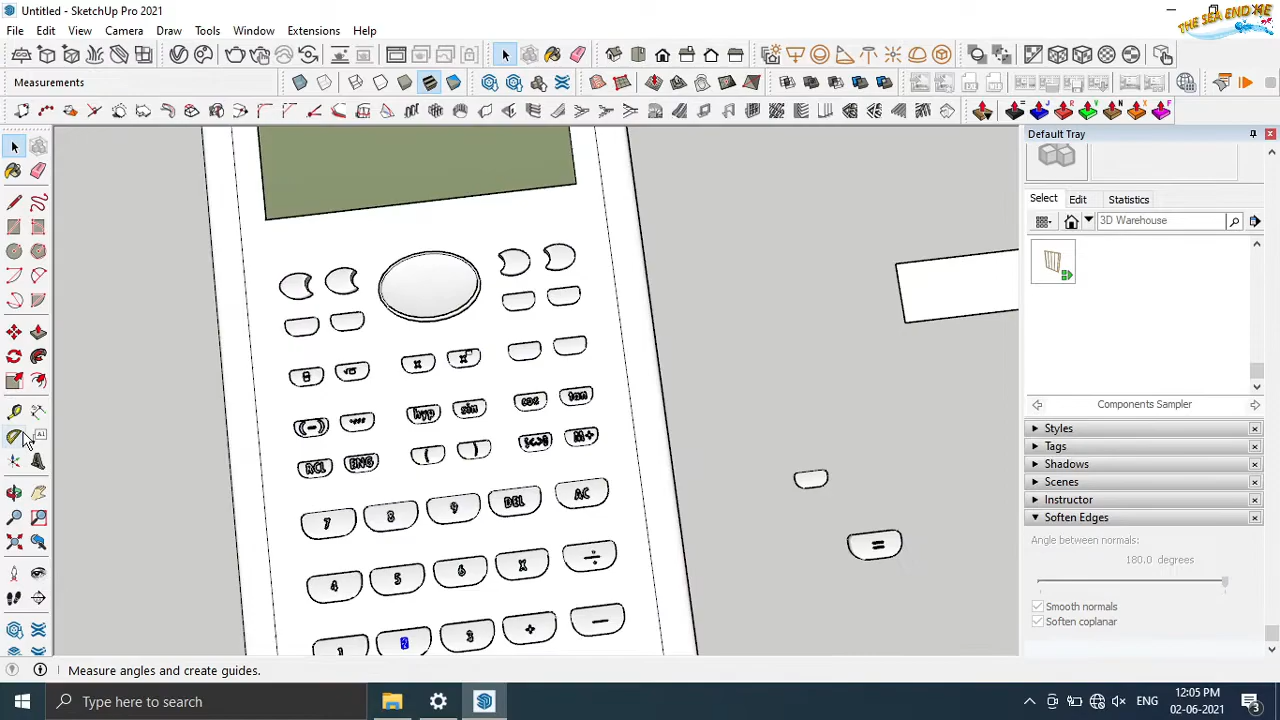 Untitled - SketchUp Pro 2021
THE SEA END ME
File Edit View Camera Draw Tools Window Extensions Help
Measurements
Default Tray
Select Edit Statistics
3D Warehouse
x
hyp sin cos tan
(-)
RCL ENG ( ) M+
7 8 9 DEL AC
4 5 6 X ÷
1 2 3 + −
=
Components Sampler
Styles
Tags
Shadows
Scenes
Instructor
Soften Edges
Angle between normals:
180.0 degrees
Smooth normals
Soften coplanar
Measure angles and create guides.
Type here to search
ENG
12:05 PM
02-06-2021
3